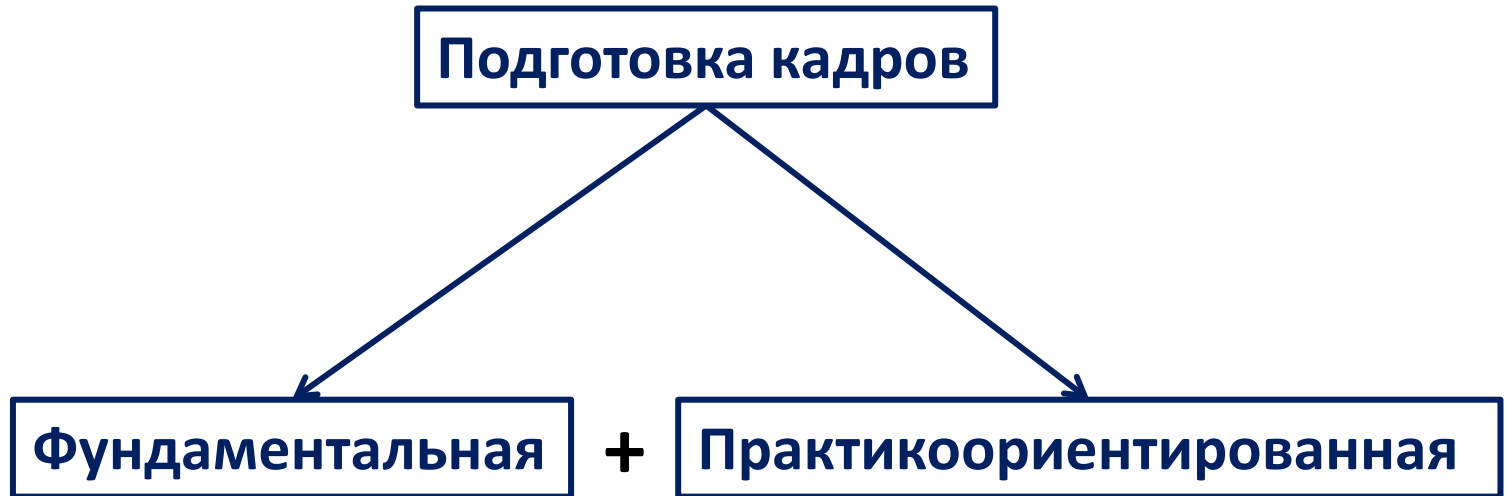 Подготовка кадров
Фундаментальная + Практикоориентированная